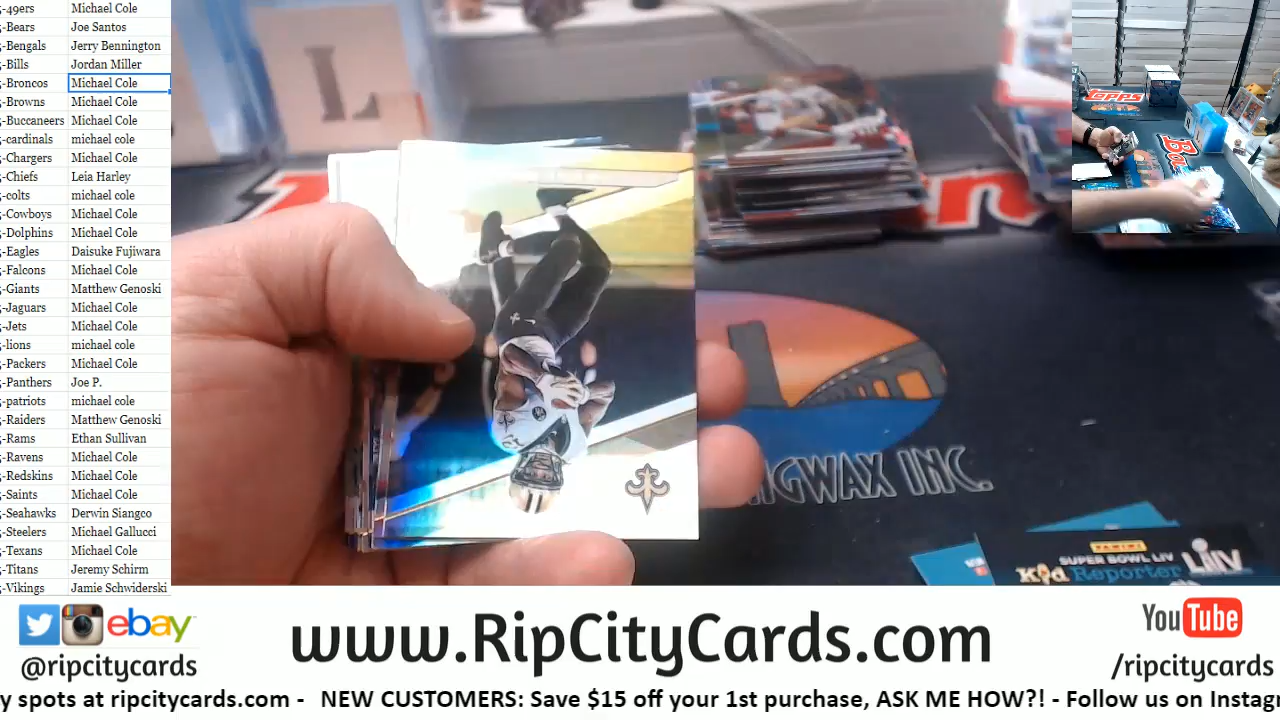 -49ers Michael Cole
-Bears Joe Santos
-Bengals Jerry Bennington
-Bills Jordan Miller
-Broncos Michael Cole
-Browns Michael Cole
-Buccaneers Michael Cole
-cardinals michael cole
-Chargers Michael Cole
-Chiefs Leia Harley
-colts michael cole
-Cowboys Michael Cole
-Dolphins Michael Cole
-Eagles Daisuke Fujiwara
-Falcons Michael Cole
-Giants Matthew Genoski
-Jaguars Michael Cole
-Jets Michael Cole
-lions michael cole
-Packers Michael Cole
-Panthers Joe P.
-patriots michael cole
-Raiders Matthew Genoski
-Rams Ethan Sullivan
-Ravens Michael Cole
-Redskins Michael Cole
-Saints Michael Cole
-Seahawks Derwin Siangco
-Steelers Michael Gallucci
-Texans Michael Cole
-Titans Jeremy Schirm
-Vikings Jamie Schwiderski
L
Topps
INC.
PANINI
SUPER BOWL LIV
Kid Reporter
LIV
ebay
@ripcitycards
www.RipCityCards.com
YouTube
/ripcitycards
y spots at ripcitycards.com - NEW CUSTOMERS: Save $15 off your 1st purchase, ASK ME HOW?! - Follow us on Instag